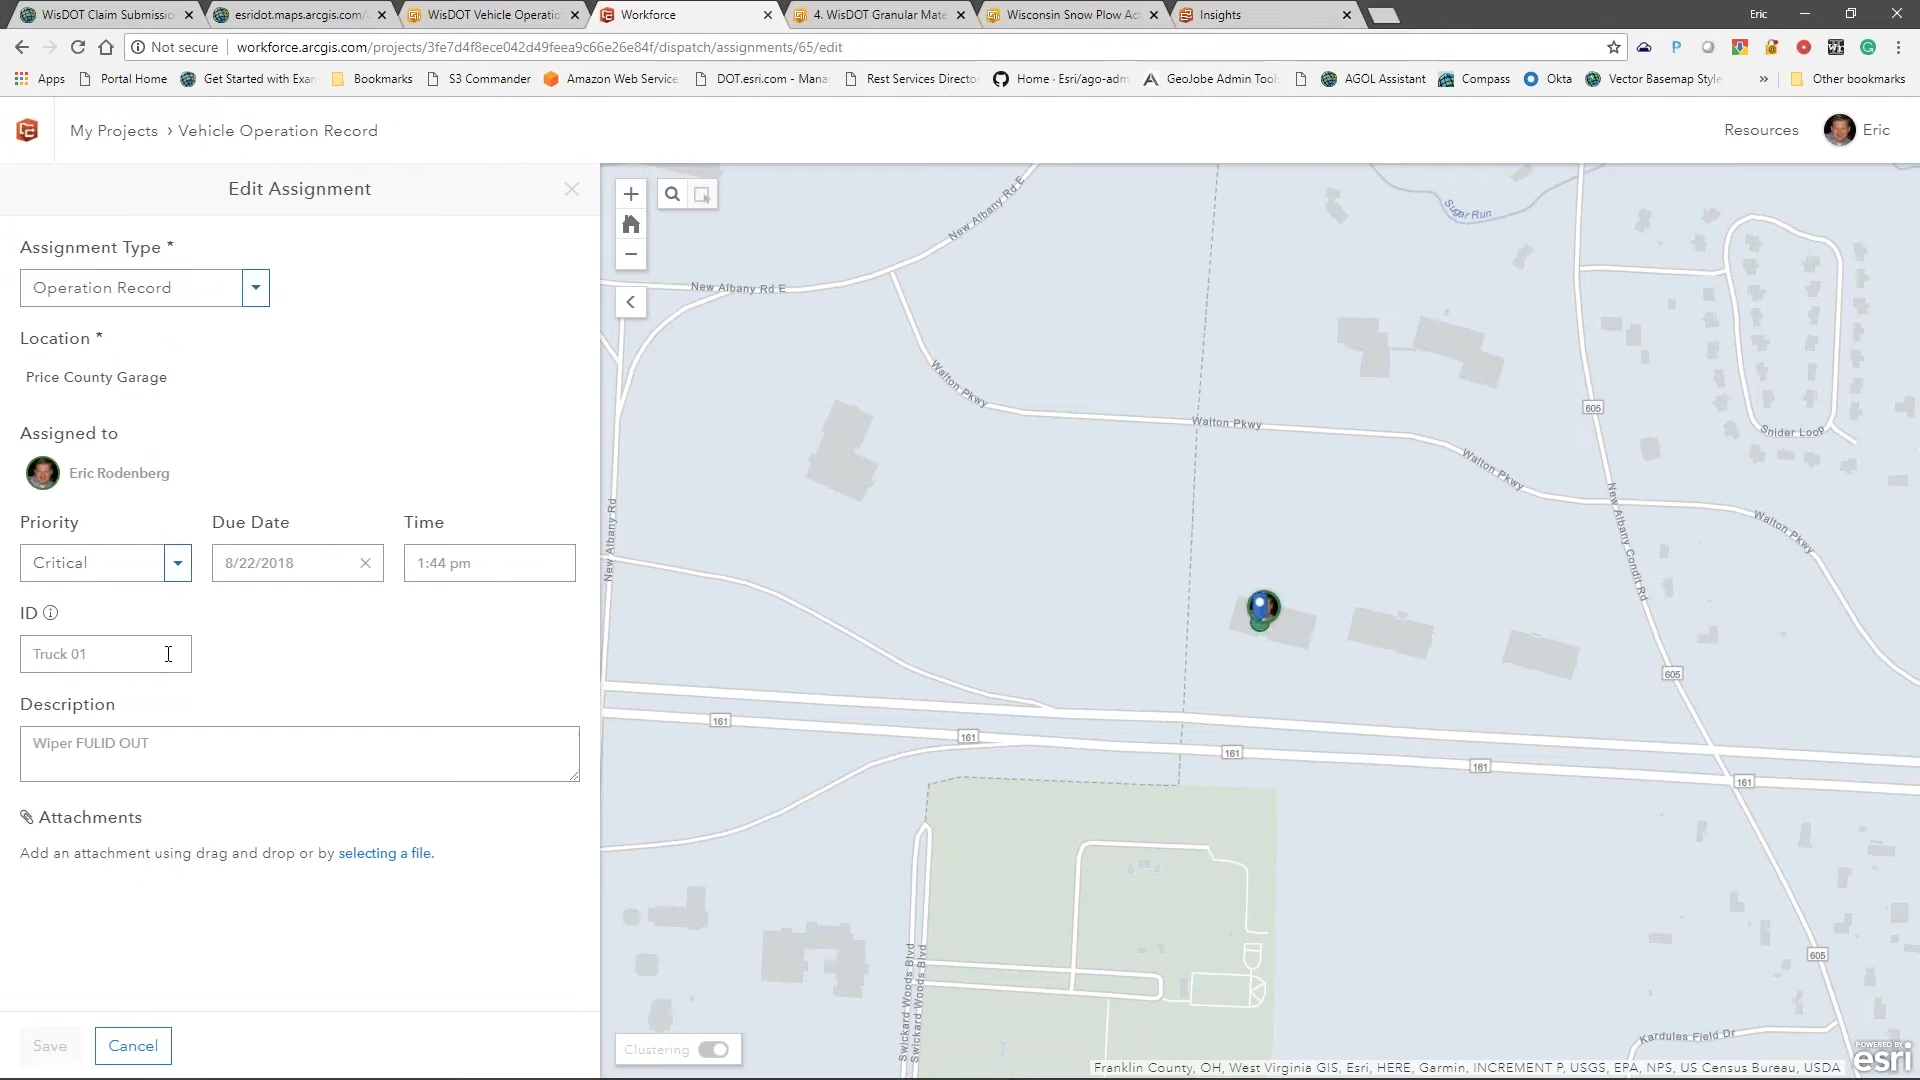 WisDOT Claim Submissio
esridot.maps.arcgis.com/
WisDOT Vehicle Operatio
Workforce
4. WisDOT Granular Mate
Wisconsin Snow Plow Act
Insights
Eric
Not secure
workforce.arcgis.com/projects/3fe7d4f8ece042d49feea9c66e26e84f/dispatch/assignments/65/edit
Apps
Portal Home
Get Started with Exar
Bookmarks
S3 Commander
Amazon Web Service
DOT.esri.com - Mana
Rest Services Directo
Home · Esri/ago-adm
GeoJobe Admin Tool
AGOL Assistant
Compass
Okta
Vector Basemap Style
»
Other bookmarks
My Projects › Vehicle Operation Record
Resources
Eric
Edit Assignment
Assignment Type *
Operation Record
Location *
Price County Garage
Assigned to
Eric Rodenberg
Priority
Due Date
Time
Critical
8/22/2018
1:44 pm
ID
Truck 01
Description
Wiper FULID OUT
Attachments
Add an attachment using drag and drop or by selecting a file.
Save
Cancel
New Albany Rd E
Sugar Run
New Albany Rd E
Walton Pkwy
Walton Pkwy
605
Snider Loop
Walton Pkwy
New Albany Rd
New Albany Condit Rd
Walton Pkwy
605
161
161
161
161
161
605
Swickard Woods Blvd
Swickard Woods Blvd
Kardules Field Dr
Clustering
Franklin County, OH, West Virginia GIS, Esri, HERE, Garmin, INCREMENT P, USGS, EPA, NPS, US Census Bureau, USDA
POWERED BY
esri